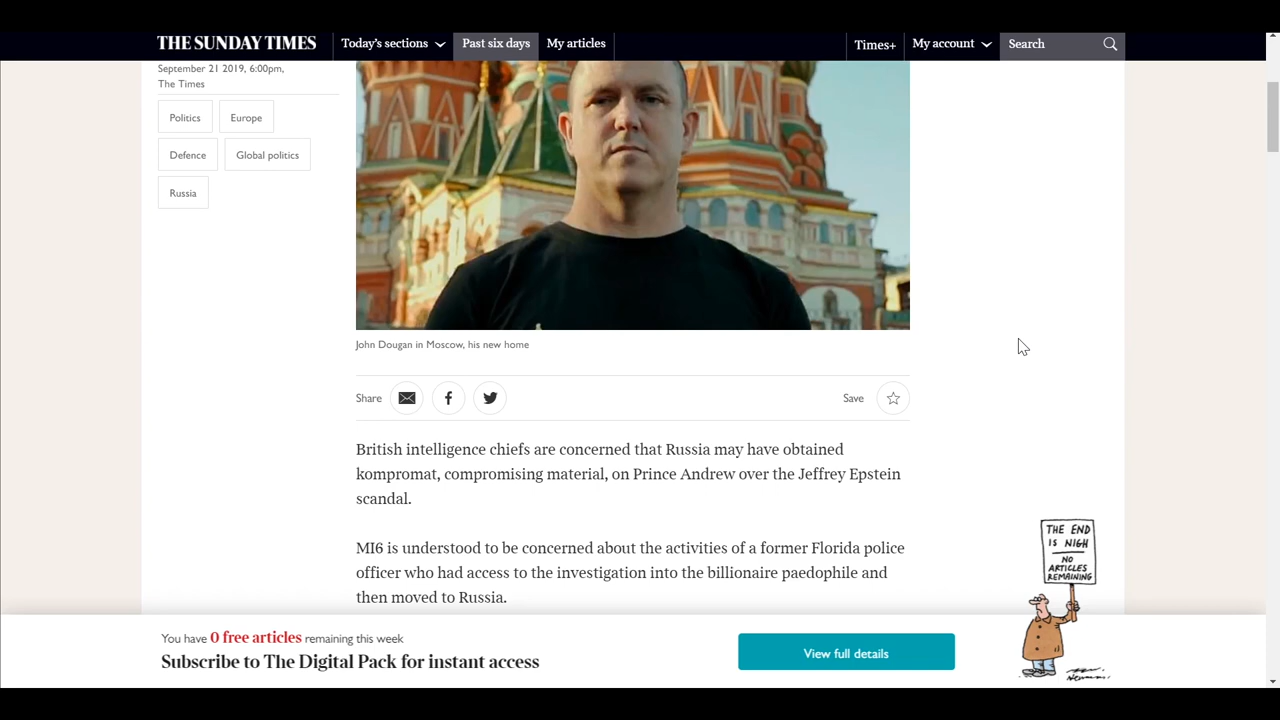 THE SUNDAY TIMES
Today's sections
Past six days
My articles
Times+
My account
Search
September 21 2019, 6:00pm,
The Times
Politics
Europe
Defence
Global politics
Russia
John Dougan in Moscow, his new home
Share
Save
British intelligence chiefs are concerned that Russia may have obtained
kompromat, compromising material, on Prince Andrew over the Jeffrey Epstein
scandal.
MI6 is understood to be concerned about the activities of a former Florida police
officer who had access to the investigation into the billionaire paedophile and
then moved to Russia.
THE END
IS NIGH
NO
ARTICLES
REMAINING
You have 0 free articles remaining this week
Subscribe to The Digital Pack for instant access
View full details